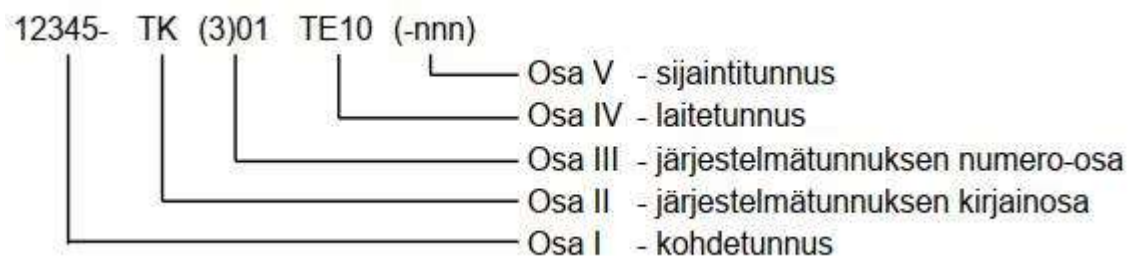 12345- TK (3)01 TE10 (-nnn)
Osa V - sijaintitunnus
Osa IV - laitetunnus
Osa III - järjestelmätunnuksen numero-osa
Osa II - järjestelmätunnuksen kirjainosa
Osa I - kohdetunnus